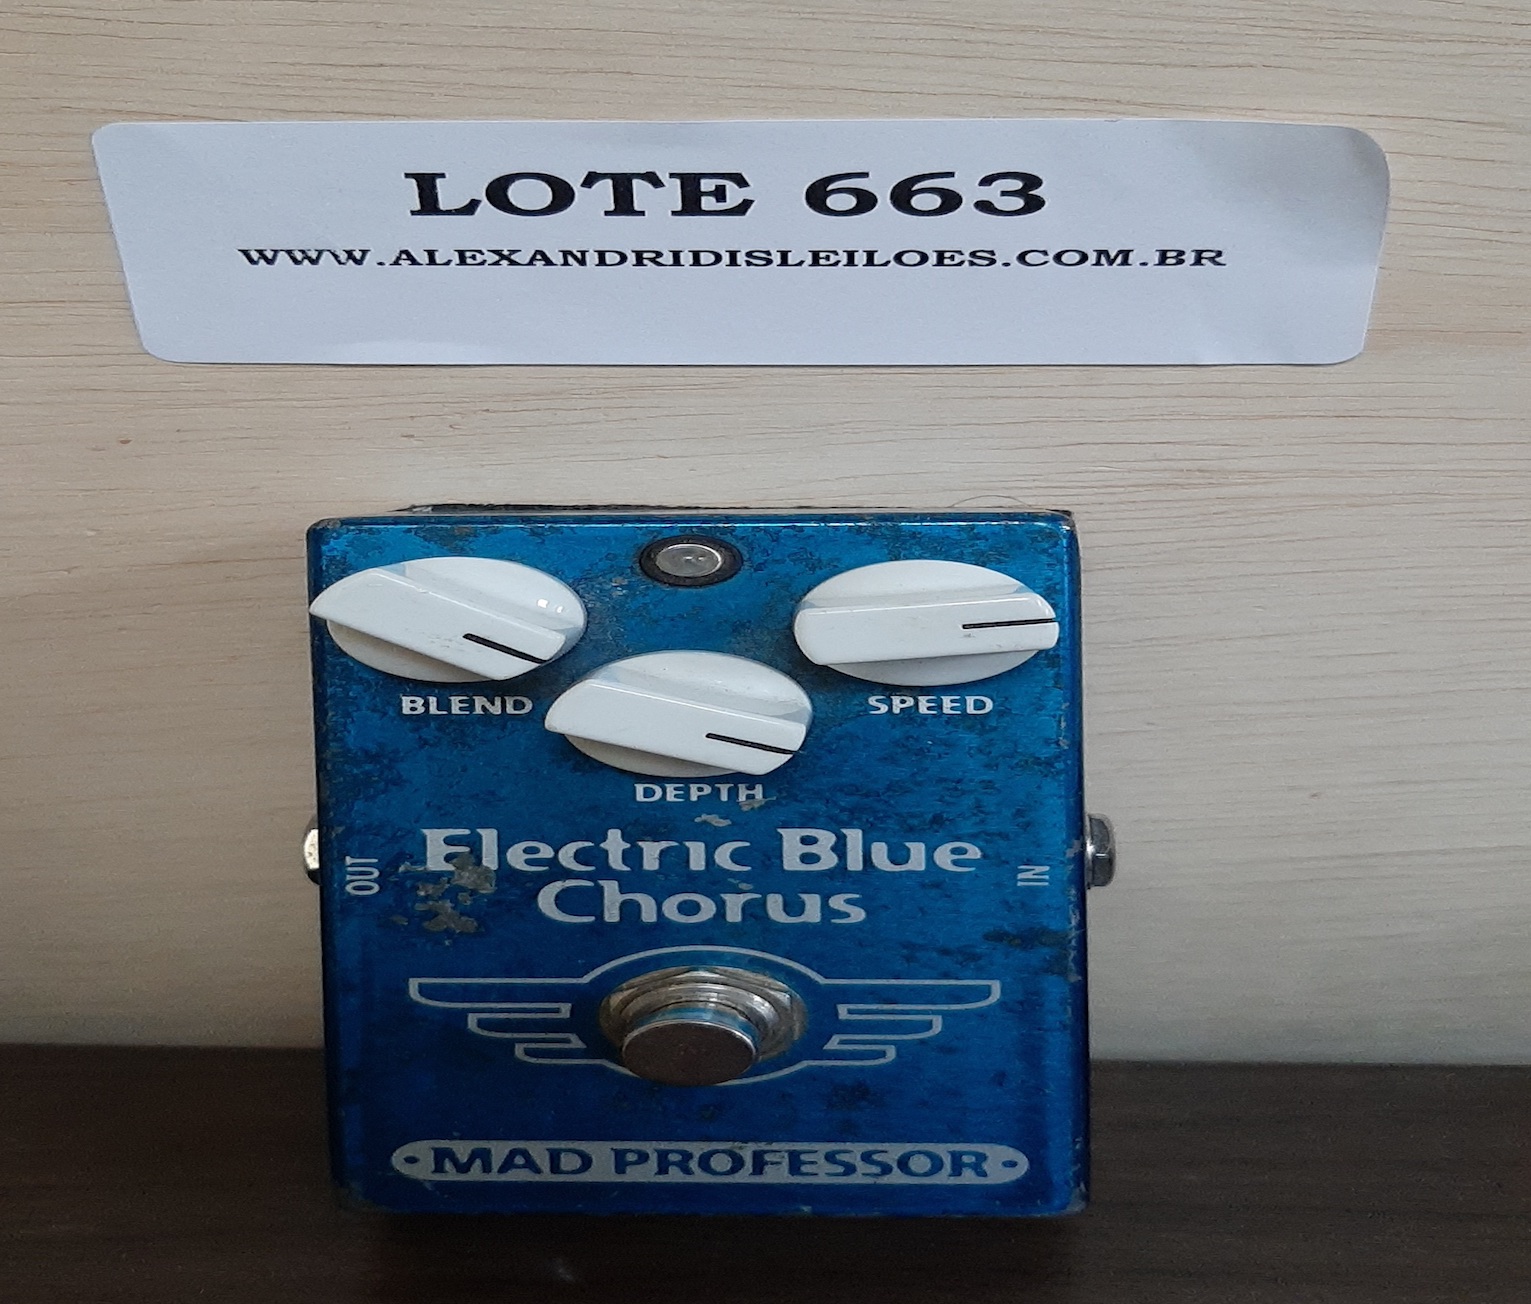 LOTE 663
WWW.ALEXANDRIDISLEILOES.COM.BR
BLEND
SPEED
DEPTH
Electric Blue
Chorus
OUT
IN
MAD PROFESSOR